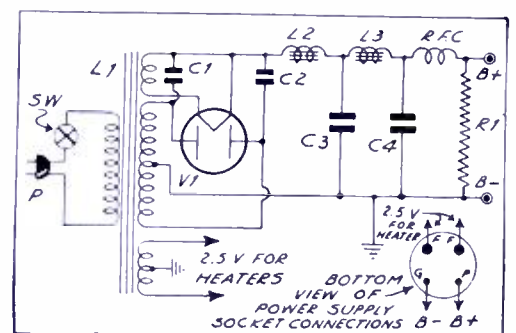 L1
C1
C2
L2
L3
R.F.C
B+
SW
P
V1
C3
C4
R1
B-
2.5 V FOR
HEATERS
2.5 V
FOR
HEATER
F F
G P
BOTTOM
VIEW OF
POWER SUPPLY
SOCKET CONNECTIONS
B- B+